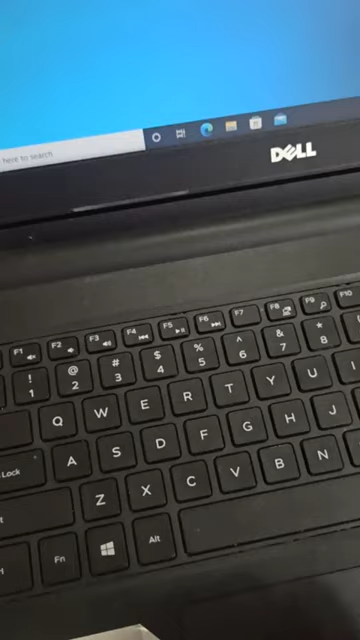 here to search
DELL
F1 F2 F3 F4 F5 F6 F7 F8 F9 F10
! @ # $ % ^ & *
1 2 3 4 5 6 7 8
Q W E R T Y U I
Lock A S D F G H J
Z X C V B N
Fn Alt